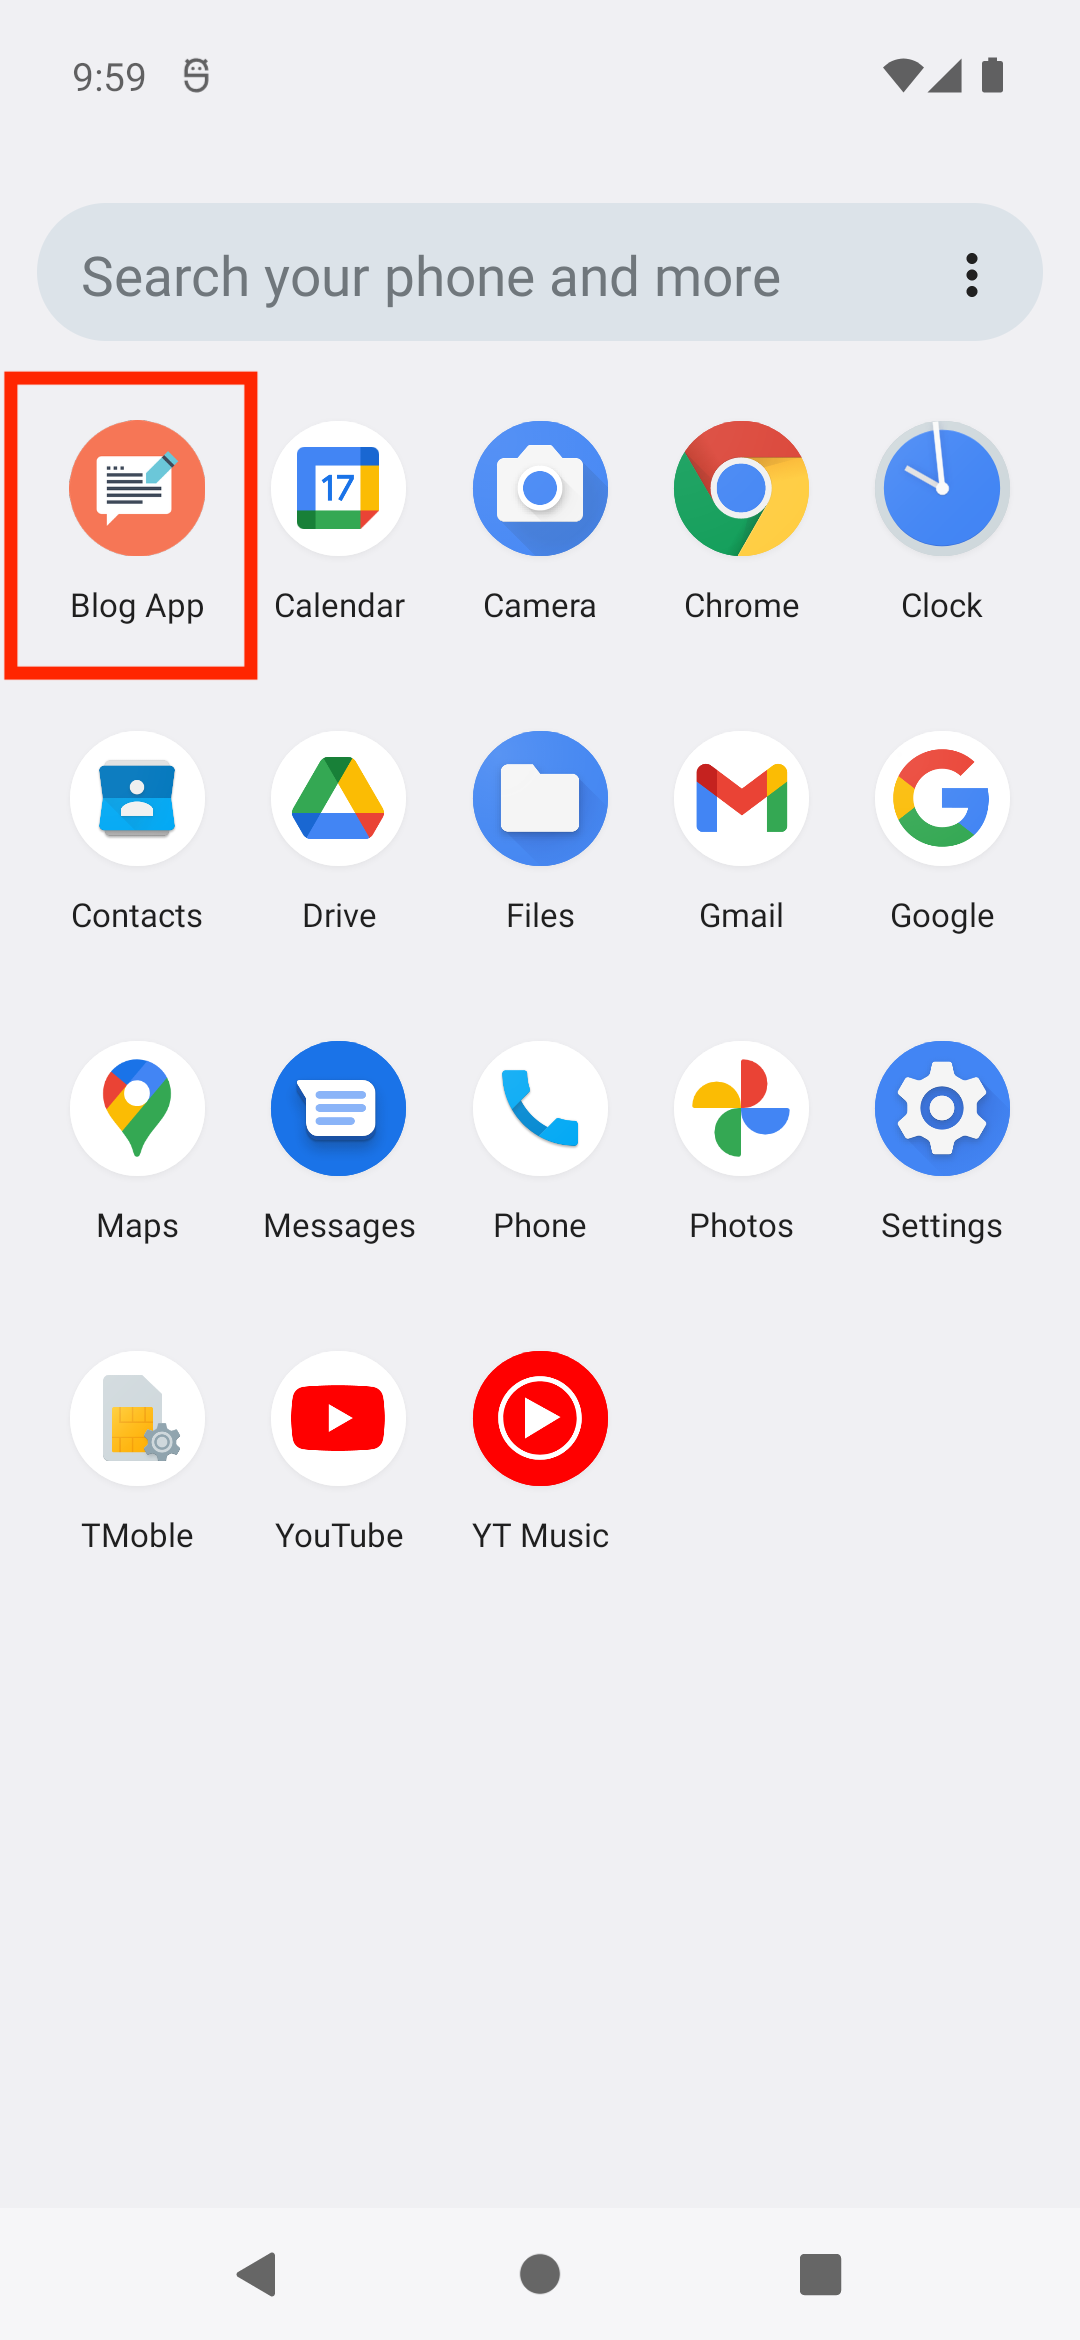 9:59
Search your phone and more
17
Blog App
Calendar
Camera
Chrome
Clock
Contacts
Drive
Files
Gmail
Google
Maps
Messages
Phone
Photos
Settings
TMoble
YouTube
YT Music